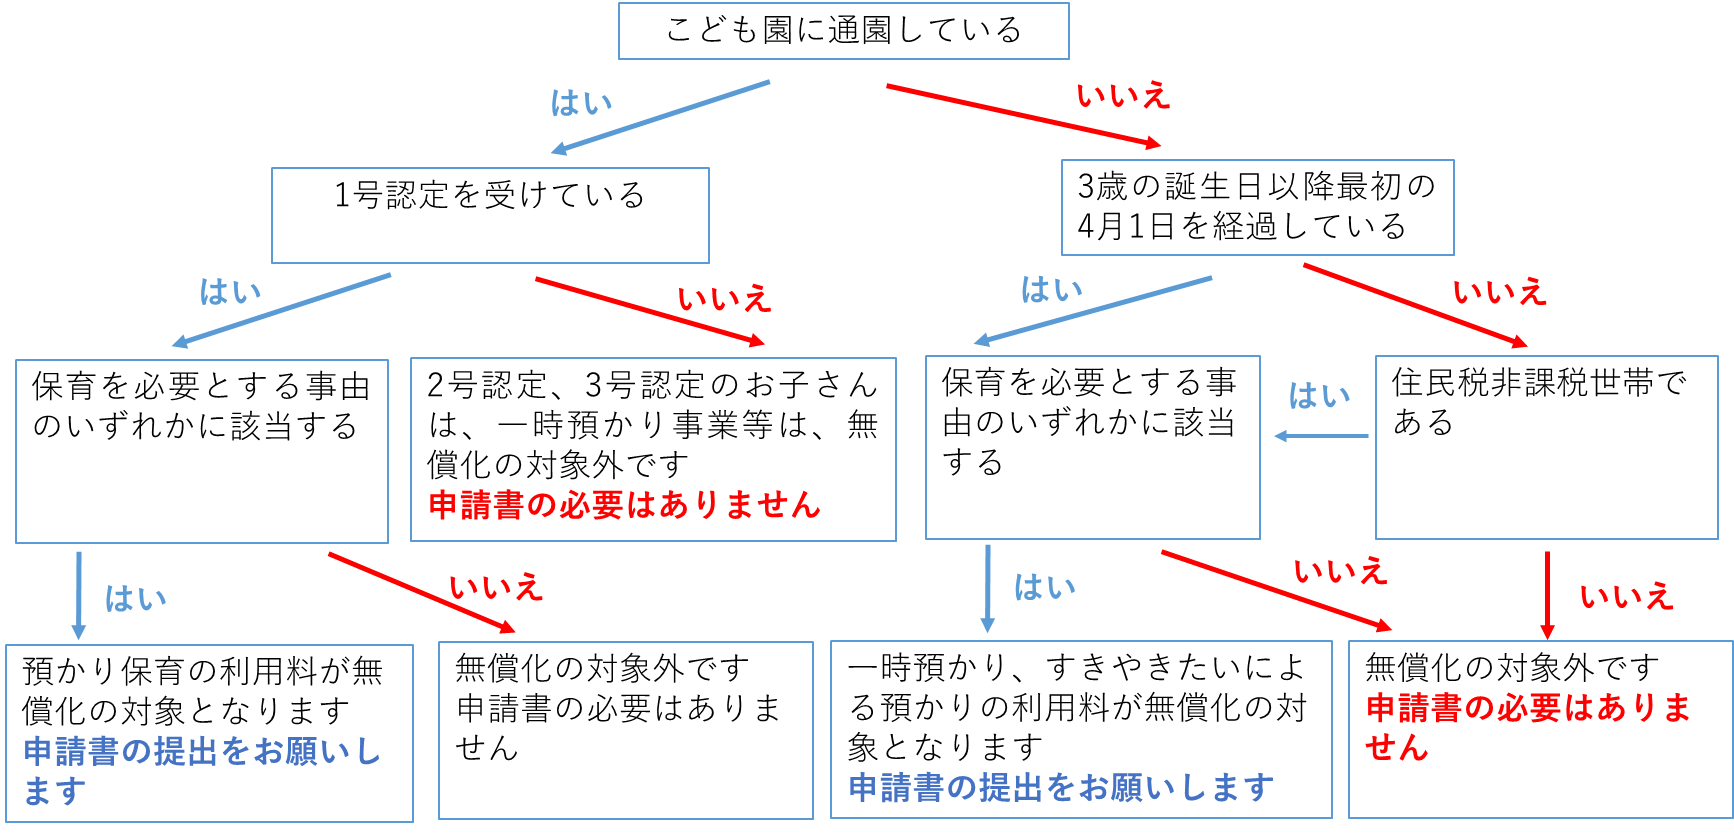 こども園に通園している
はい
いいえ
1号認定を受けている
3歳の誕生日以降最初の
4月1日を経過している
はい
いいえ
はい
いいえ
保育を必要とする事由
のいずれかに該当する
2号認定、3号認定のお子さん
は、一時預かり事業等は、無
償化の対象外です
申請書の必要はありません
保育を必要とする事
由のいずれかに該当
する
はい
住民税非課税世帯で
ある
はい
いいえ
はい
いいえ
いいえ
預かり保育の利用料が無
償化の対象となります
申請書の提出をお願いし
ます
無償化の対象外です
申請書の必要はありま
せん
一時預かり、すきやきたいによ
る預かりの利用料が無償化の対
象となります
申請書の提出をお願いします
無償化の対象外です
申請書の必要はありま
せん